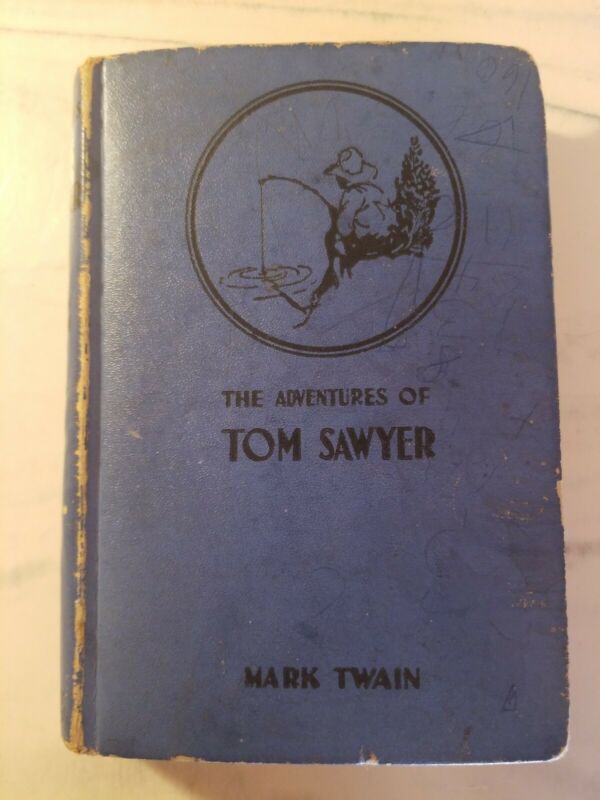 THE ADVENTURES OF
TOM SAWYER
MARK TWAIN